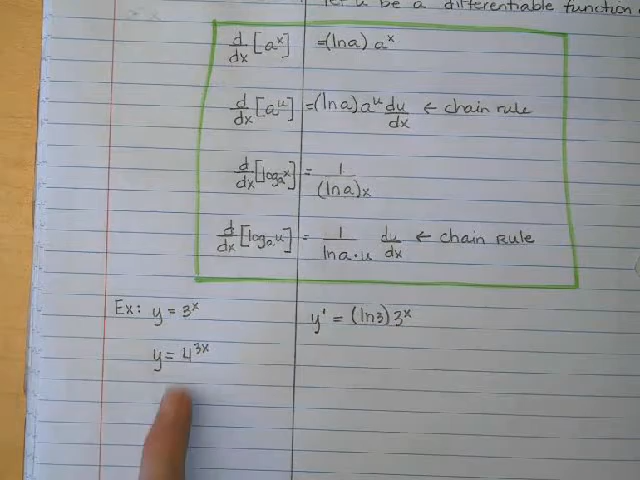 let u be a differentiable function
d/dx [a^x] = (ln a) a^x
d/dx [a^u] = (ln a) a^u du/dx ← chain rule
d/dx [log_a x] = 1/(ln a)x
d/dx [log_a u] = 1/ln a · u du/dx ← chain Rule
Ex: y = 3^x y' = (ln 3) 3^x
y = 4^3x